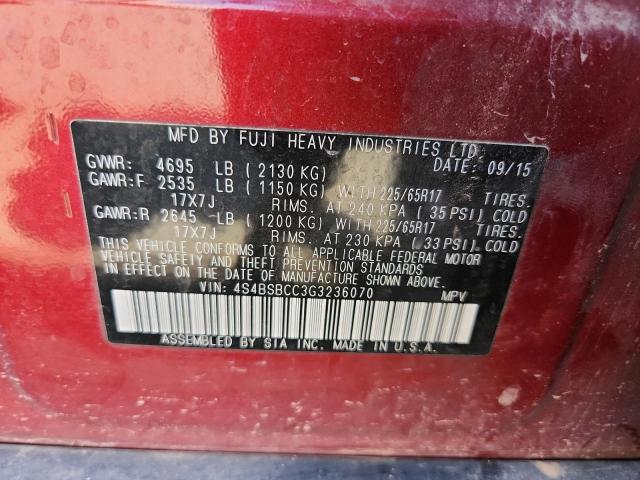 MFD BY FUJI HEAVY INDUSTRIES LTD.
GVWR: 4695 LB (2130 KG) DATE: 09/15
GAWR:F 2535 LB (1150 KG) WITH 225/65R17 TIRES.
17X7J RIMS. AT 240 KPA (35 PSI) COLD
GAWR:R 2645 LB (1200 KG) WITH 225/65R17 TIRES.
17X7J RIMS. AT 230 KPA (33 PSI) COLD
THIS VEHICLE CONFORMS TO ALL APPLICABLE FEDERAL MOTOR
VEHICLE SAFETY AND THEFT PREVENTION STANDARDS
IN EFFECT ON THE DATE OF MANUFACTURE SHOWN ABOVE.
VIN: 4S4BSBCC3G3236070 MPV
ASSEMBLED BY SIA INC. MADE IN U.S.A.